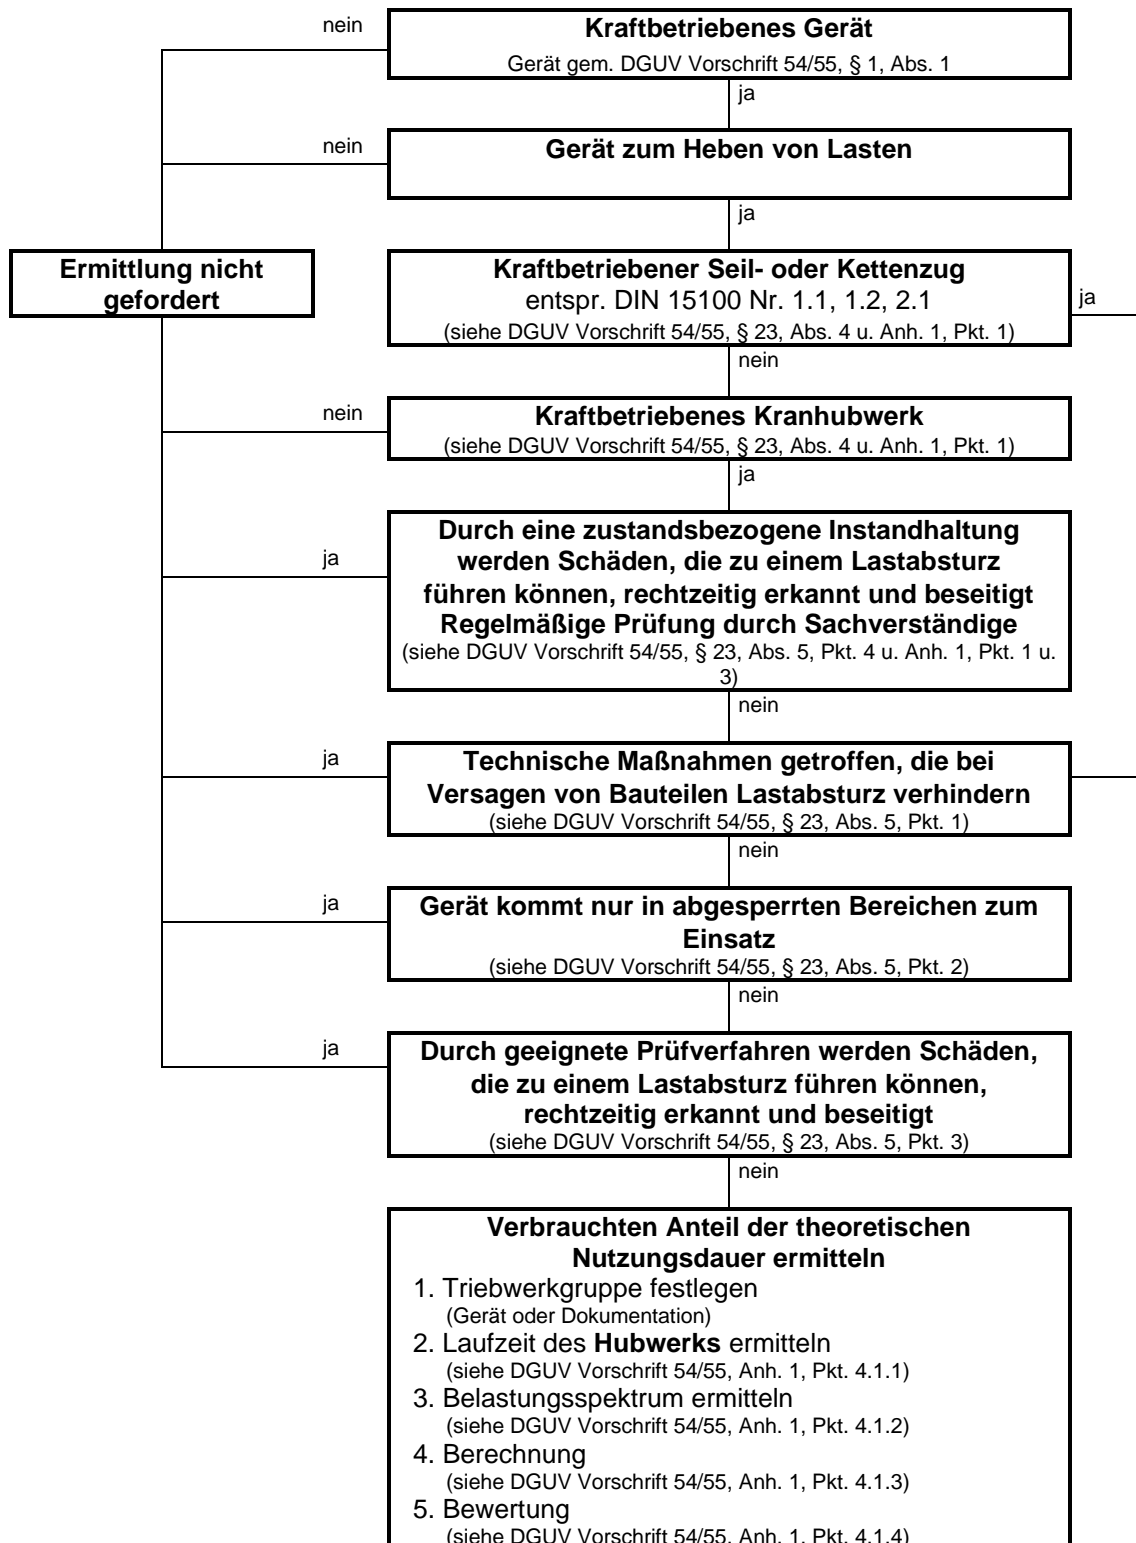 nein
Kraftbetriebenes Gerät
Gerät gem. DGUV Vorschrift 54/55, § 1, Abs. 1
ja
nein
Gerät zum Heben von Lasten
ja
Ermittlung nicht
gefordert
Kraftbetriebener Seil- oder Kettenzug
entspr. DIN 15100 Nr. 1.1, 1.2, 2.1
(siehe DGUV Vorschrift 54/55, § 23, Abs. 4 u. Anh. 1, Pkt. 1)
ja
nein
nein
Kraftbetriebenes Kranhubwerk
(siehe DGUV Vorschrift 54/55, § 23, Abs. 4 u. Anh. 1, Pkt. 1)
ja
ja
Durch eine zustandsbezogene Instandhaltung
werden Schäden, die zu einem Lastabsturz
führen können, rechtzeitig erkannt und beseitigt
Regelmäßige Prüfung durch Sachverständige
(siehe DGUV Vorschrift 54/55, § 23, Abs. 5, Pkt. 4 u. Anh. 1, Pkt. 1 u.
3)
nein
ja
Technische Maßnahmen getroffen, die bei
Versagen von Bauteilen Lastabsturz verhindern
(siehe DGUV Vorschrift 54/55, § 23, Abs. 5, Pkt. 1)
nein
ja
Gerät kommt nur in abgesperrten Bereichen zum
Einsatz
(siehe DGUV Vorschrift 54/55, § 23, Abs. 5, Pkt. 2)
nein
ja
Durch geeignete Prüfverfahren werden Schäden,
die zu einem Lastabsturz führen können,
rechtzeitig erkannt und beseitigt
(siehe DGUV Vorschrift 54/55, § 23, Abs. 5, Pkt. 3)
nein
Verbrauchten Anteil der theoretischen
Nutzungsdauer ermitteln
1. Triebwerkgruppe festlegen
(Gerät oder Dokumentation)
2. Laufzeit des Hubwerks ermitteln
(siehe DGUV Vorschrift 54/55, Anh. 1, Pkt. 4.1.1)
3. Belastungsspektrum ermitteln
(siehe DGUV Vorschrift 54/55, Anh. 1, Pkt. 4.1.2)
4. Berechnung
(siehe DGUV Vorschrift 54/55, Anh. 1, Pkt. 4.1.3)
5. Bewertung
(siehe DGUV Vorschrift 54/55, Anh. 1, Pkt. 4.1.4)